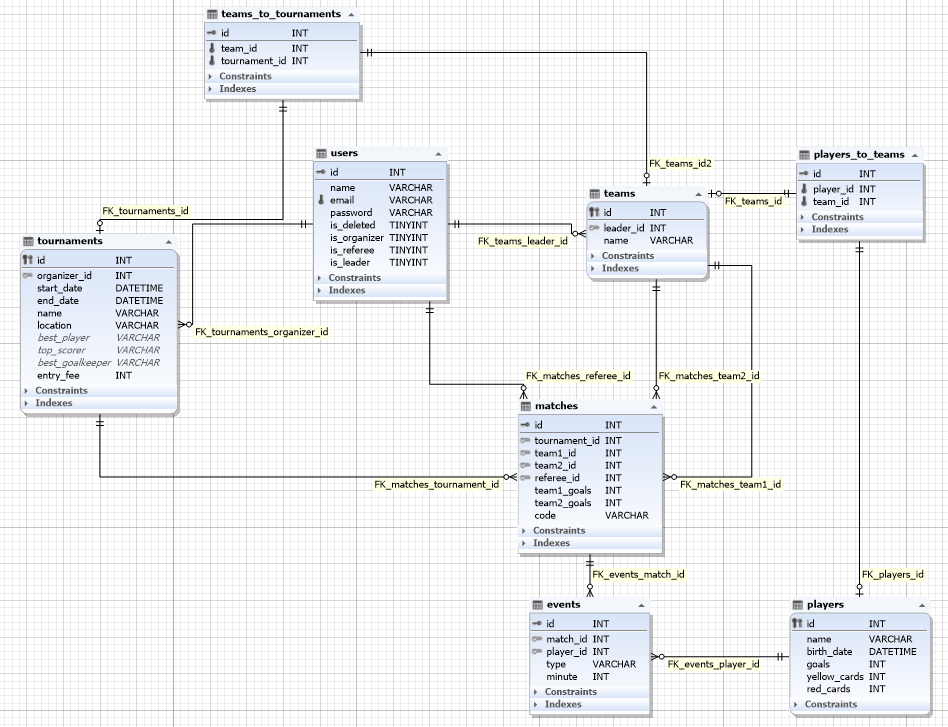 teams_to_tournaments
id INT
team_id INT
tournament_id INT
Constraints
Indexes
users
id INT
name VARCHAR
email VARCHAR
password VARCHAR
is_deleted TINYINT
is_organizer TINYINT
is_referee TINYINT
is_leader TINYINT
Constraints
Indexes
players_to_teams
id INT
player_id INT
team_id INT
Constraints
Indexes
FK_teams_id2
teams
id INT
leader_id INT
name VARCHAR
Constraints
Indexes
FK_teams_id
FK_tournaments_id
FK_teams_leader_id
tournaments
id INT
organizer_id INT
start_date DATETIME
end_date DATETIME
name VARCHAR
location VARCHAR
best_player VARCHAR
top_scorer VARCHAR
best_goalkeeper VARCHAR
entry_fee INT
Constraints
Indexes
FK_tournaments_organizer_id
FK_matches_referee_id
FK_matches_team2_id
matches
id INT
tournament_id INT
team1_id INT
team2_id INT
referee_id INT
team1_goals INT
team2_goals INT
code VARCHAR
Constraints
Indexes
FK_matches_tournament_id
FK_matches_team1_id
FK_events_match_id
FK_players_id
events
id INT
match_id INT
player_id INT
type VARCHAR
minute INT
Constraints
Indexes
FK_events_player_id
players
id INT
name VARCHAR
birth_date DATETIME
goals INT
yellow_cards INT
red_cards INT
Constraints